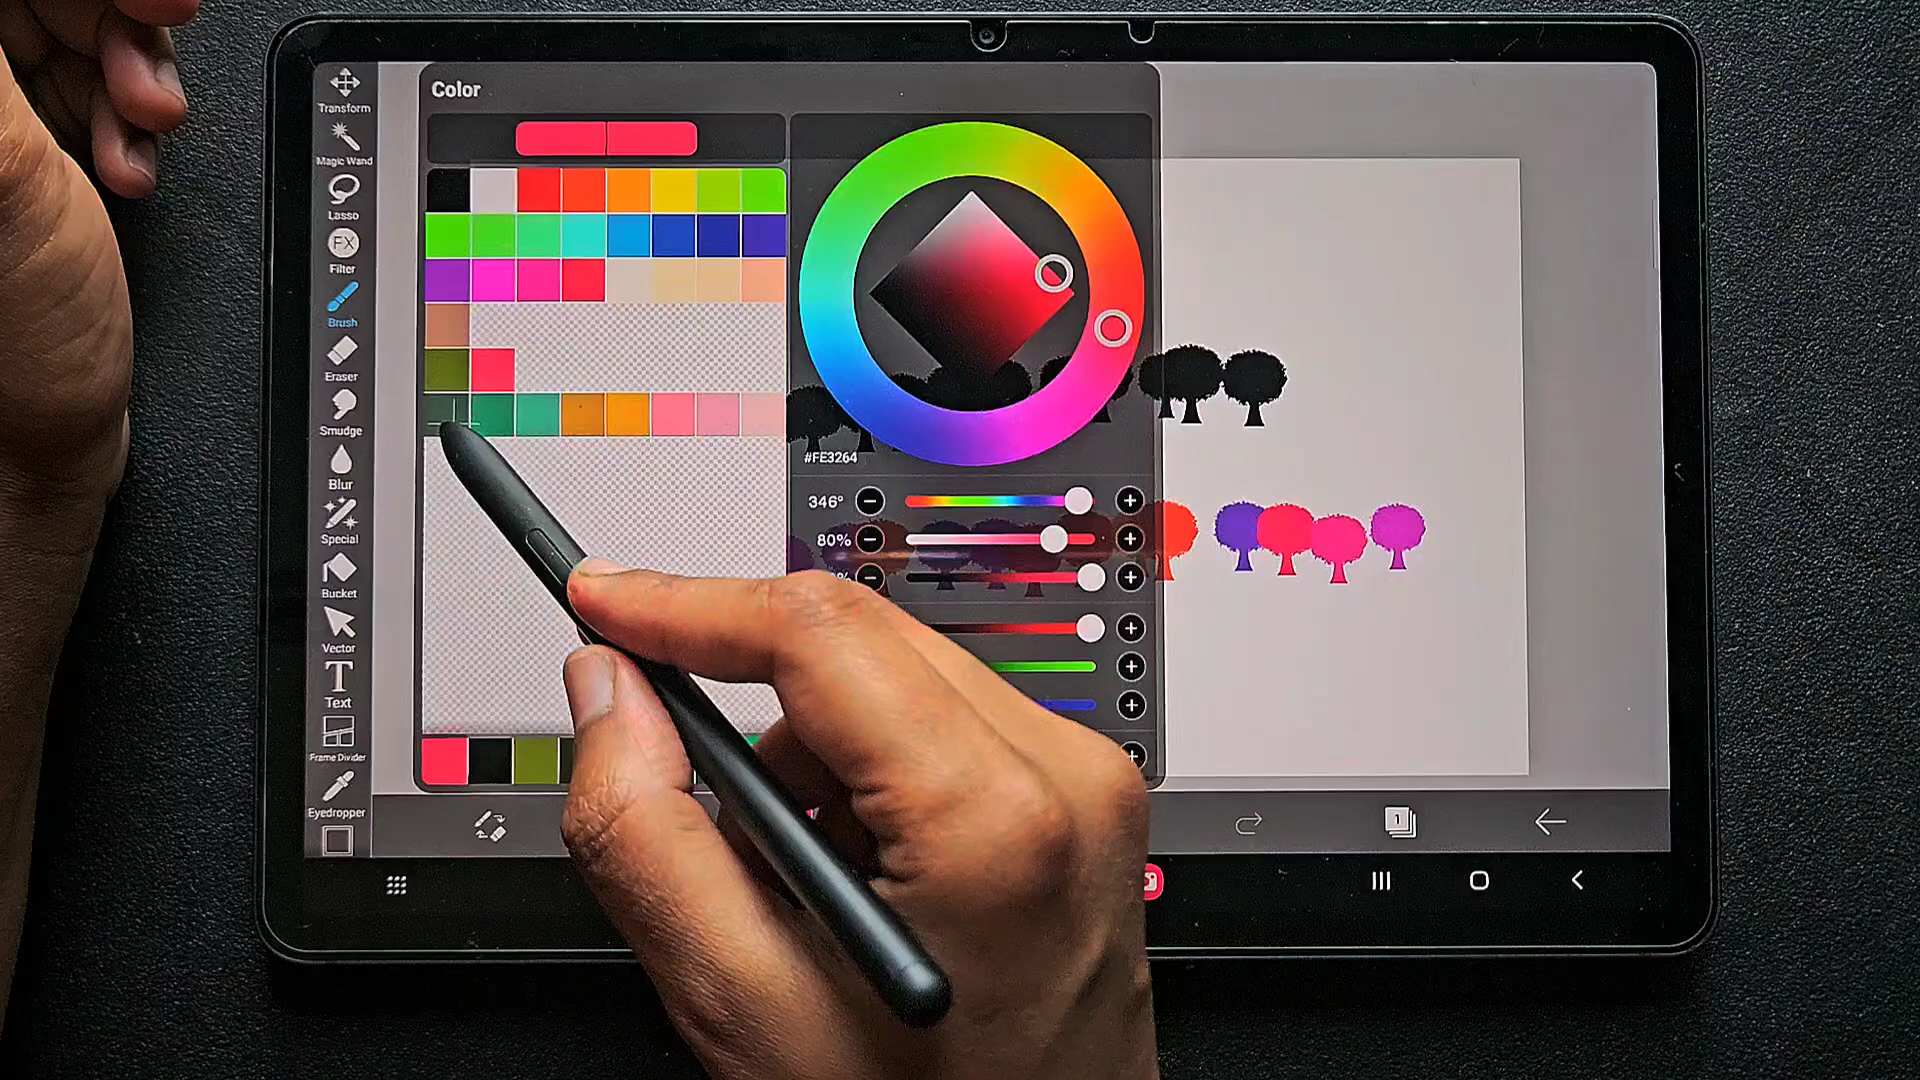 Color
Transform
Magic Wand
Lasso
FX
Filter
Brush
Eraser
Smudge
Blur
Special
Bucket
Vector
T
Text
Frame Divider
Eyedropper
#FE3264
346°
80%
%
1